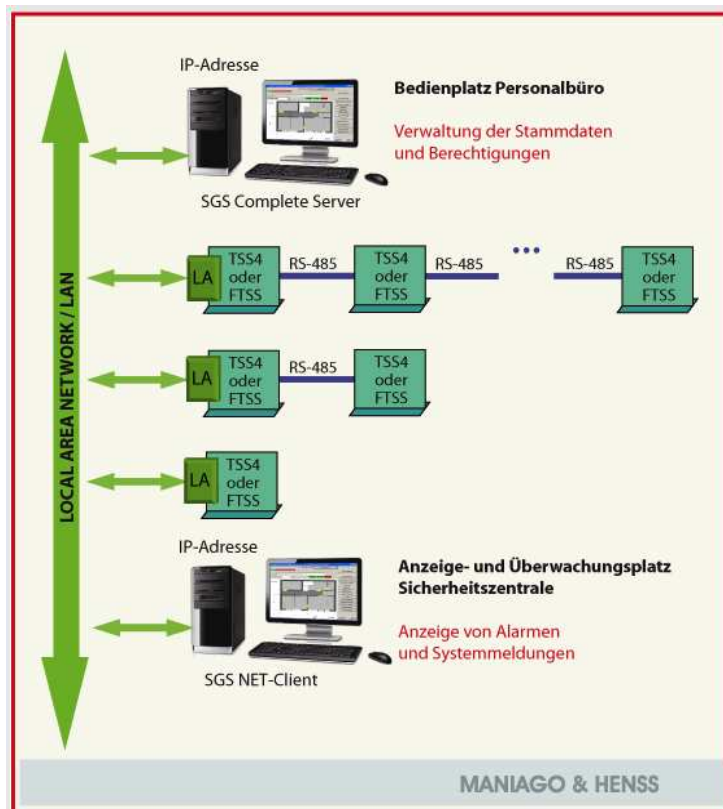 IP-Adresse
Bedienplatz Personalbüro
Verwaltung der Stammdaten
und Berechtigungen
SGS Complete Server
LOCAL AREA NETWORK / LAN
LA
TSS4
oder
FTSS
RS-485
TSS4
oder
FTSS
RS-485
RS-485
TSS4
oder
FTSS
LA
TSS4
oder
FTSS
RS-485
TSS4
oder
FTSS
LA
TSS4
oder
FTSS
IP-Adresse
Anzeige- und Überwachungsplatz
Sicherheitszentrale
Anzeige von Alarmen
und Systemmeldungen
SGS NET-Client
MANIAGO & HENSS